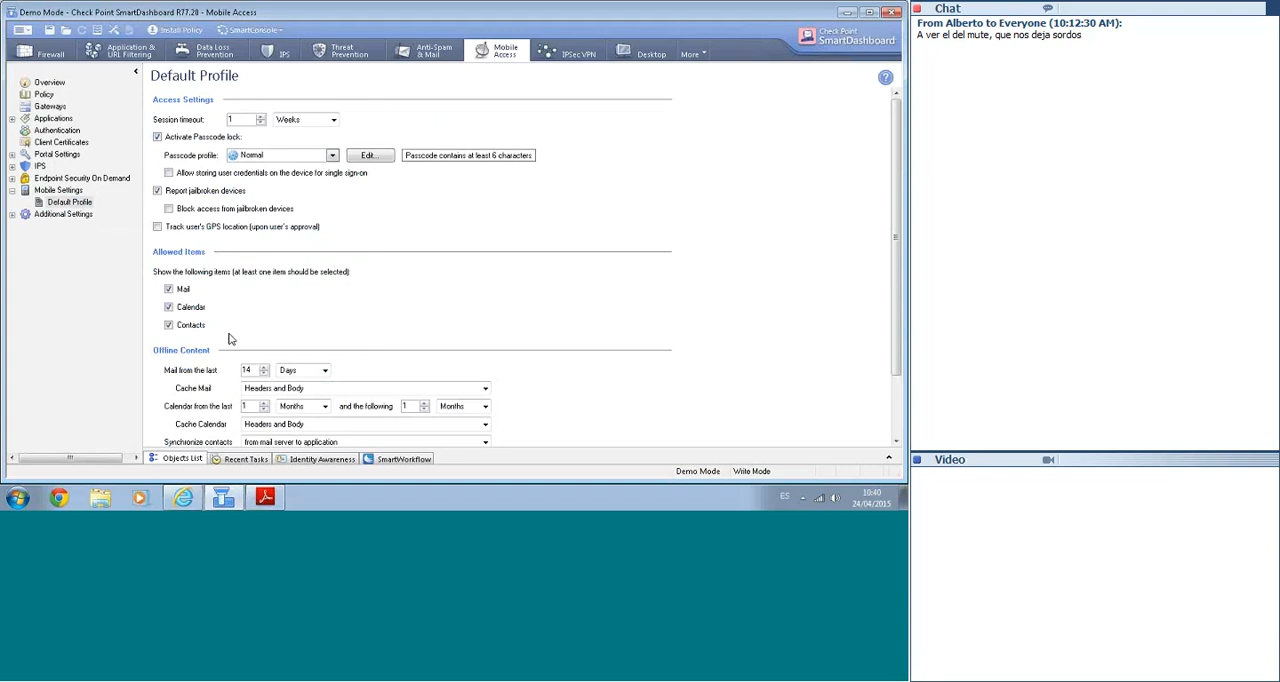 Demo Mode - Check Point SmartDashboard R77.20 - Mobile Access
Install Policy
SmartConsole
Firewall
Application & URL Filtering
Data Loss Prevention
IPS
Threat Prevention
Anti-Spam & Mail
Mobile Access
IPSec VPN
Desktop
More
Check Point SmartDashboard
Overview
Policy
Gateways
Applications
Authentication
Client Certificates
Portal Settings
IPS
Endpoint Security On Demand
Mobile Settings
Default Profile
Additional Settings
Default Profile
Access Settings
Session timeout: 1 Weeks
Activate Passcode lock:
Passcode profile: Normal Edit... Passcode contains at least 6 characters
Allow storing user credentials on the device for single sign-on
Report jailbroken devices
Block access from jailbroken devices
Track user's GPS location (upon user's approval)
Allowed Items
Show the following items (at least one item should be selected)
Mail
Calendar
Contacts
Offline Content
Mail from the last 14 Days
Cache Mail Headers and Body
Calendar from the last 1 Months and the following 1 Months
Cache Calendar Headers and Body
Synchronize contacts from mail server to application
Objects List Recent Tasks Identity Awareness SmartWorkflow
Demo Mode Write Mode
ES 10:40
24/04/2015
Chat
From Alberto to Everyone (10:12:30 AM):
A ver el del mute, que nos deja sordos
Video